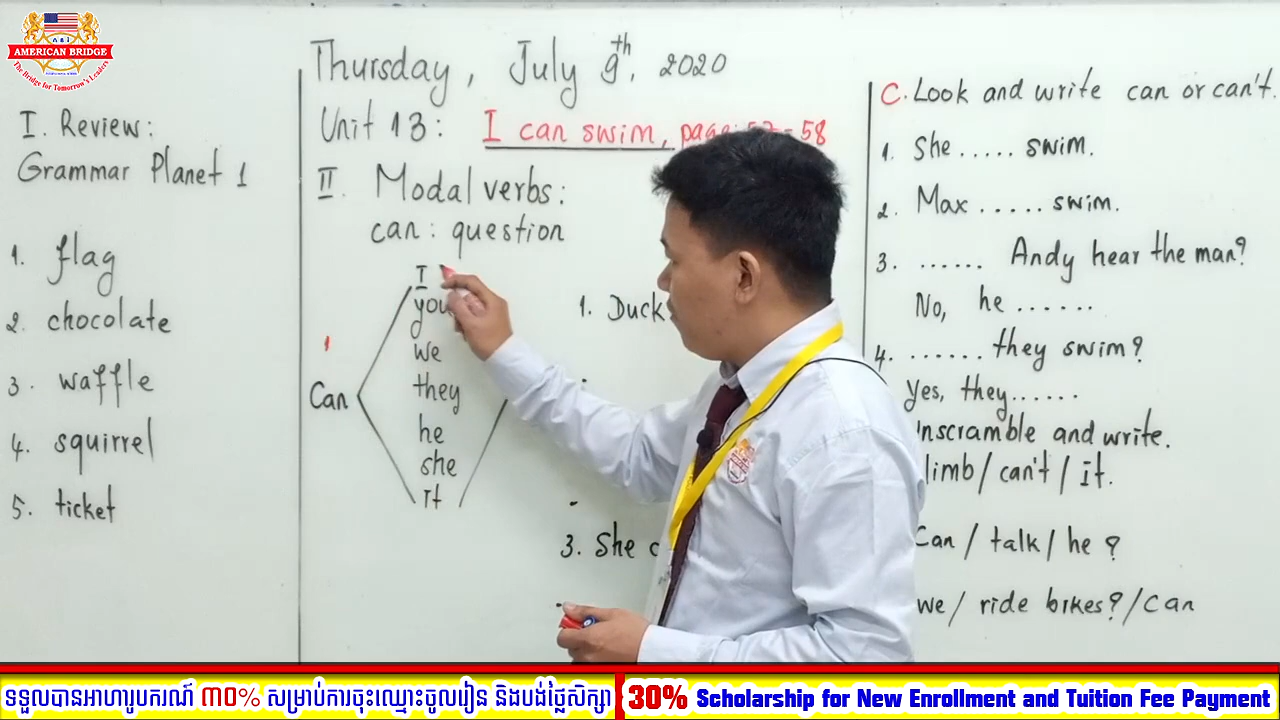 A B I
AMERICAN BRIDGE
INTERNATIONAL SCHOOL
The Bridge for Tomorrow's Leaders
I. Review:
Grammar Planet 1
1. flag
2. chocolate
3. waffle
4. squirrel
5. ticket
Thursday, July 9th, 2020
Unit 13: I can swim, page: 57-58
II. Modal verbs:
can: question
1
Can
I
you
we
they
he
she
it
1. Duck
3. She
C. Look and write can or can't.
1. She ..... swim.
2. Max ...... swim.
3. ...... Andy hear the man?
No, he ......
4. ...... they swim?
Yes, they......
and write.
/ can't / it.
Can / talk / he ?
we / ride bikes? / Can
ទទួលបានអាហារូបករណ៍ ៣០% សម្រាប់ការចុះឈ្មោះចូលរៀន និងបង់ថ្លៃសិក្សា
30% Scholarship for New Enrollment and Tuition Fee Payment